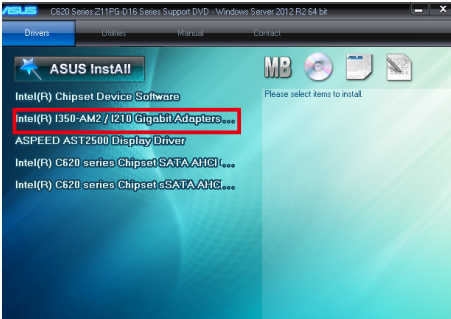 ASUS C620 Series Z11PG-D16 Series Support DVD - Windows Server 2012 R2 64 bit
Drivers Utilities Manual Contact
ASUS InstAll
MB
Intel(R) Chipset Device Software
Please select items to install.
Intel(R) I350-AM2 / I210 Gigabit Adapters...
ASPEED AST2500 Display Driver
Intel(R) C620 series Chipset SATA AHCI (...
Intel(R) C620 series Chipset sSATA AHCI...